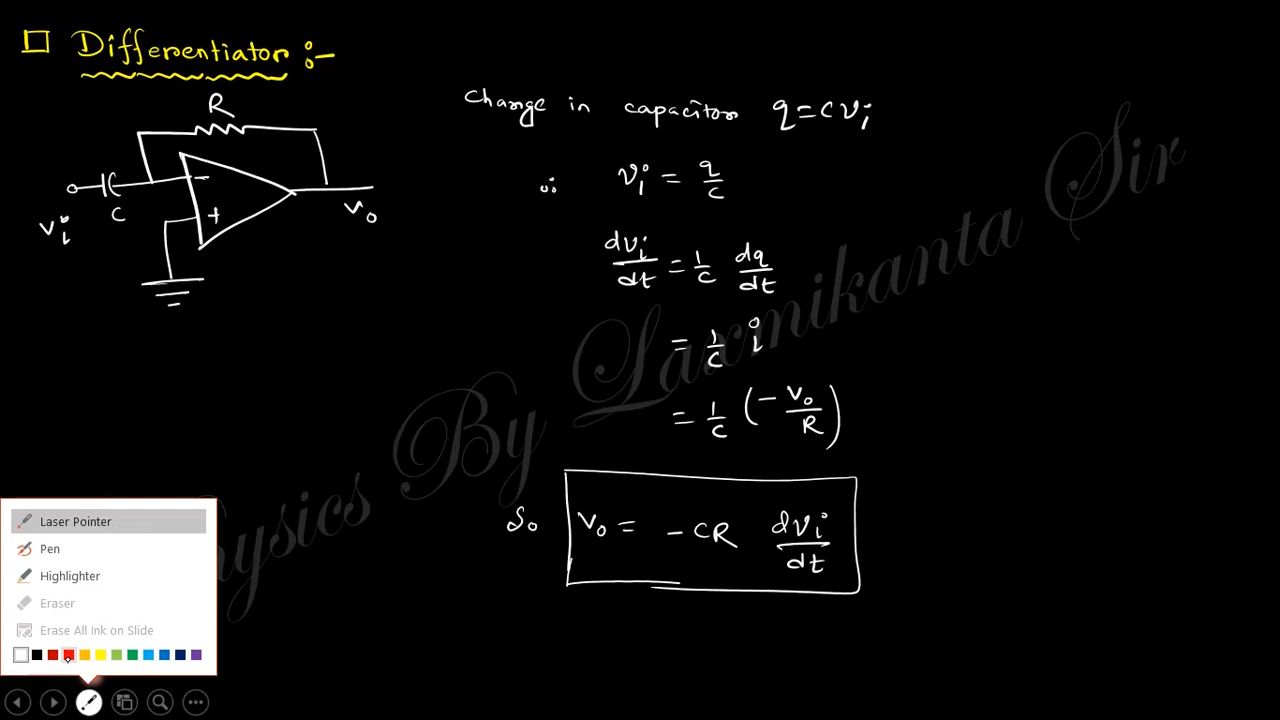 □ Differentiator :-
R
C
-
+
Vi
Vo
Charge in capacitor q = CVi
∴ Vi = q/C
dVi/dt = 1/C dq/dt
= 1/C i
= 1/C (- Vo/R)
So Vo = - CR dVi/dt
Physics By Laxmikanta Sir
Laser Pointer
Pen
Highlighter
Eraser
Erase All Ink on Slide